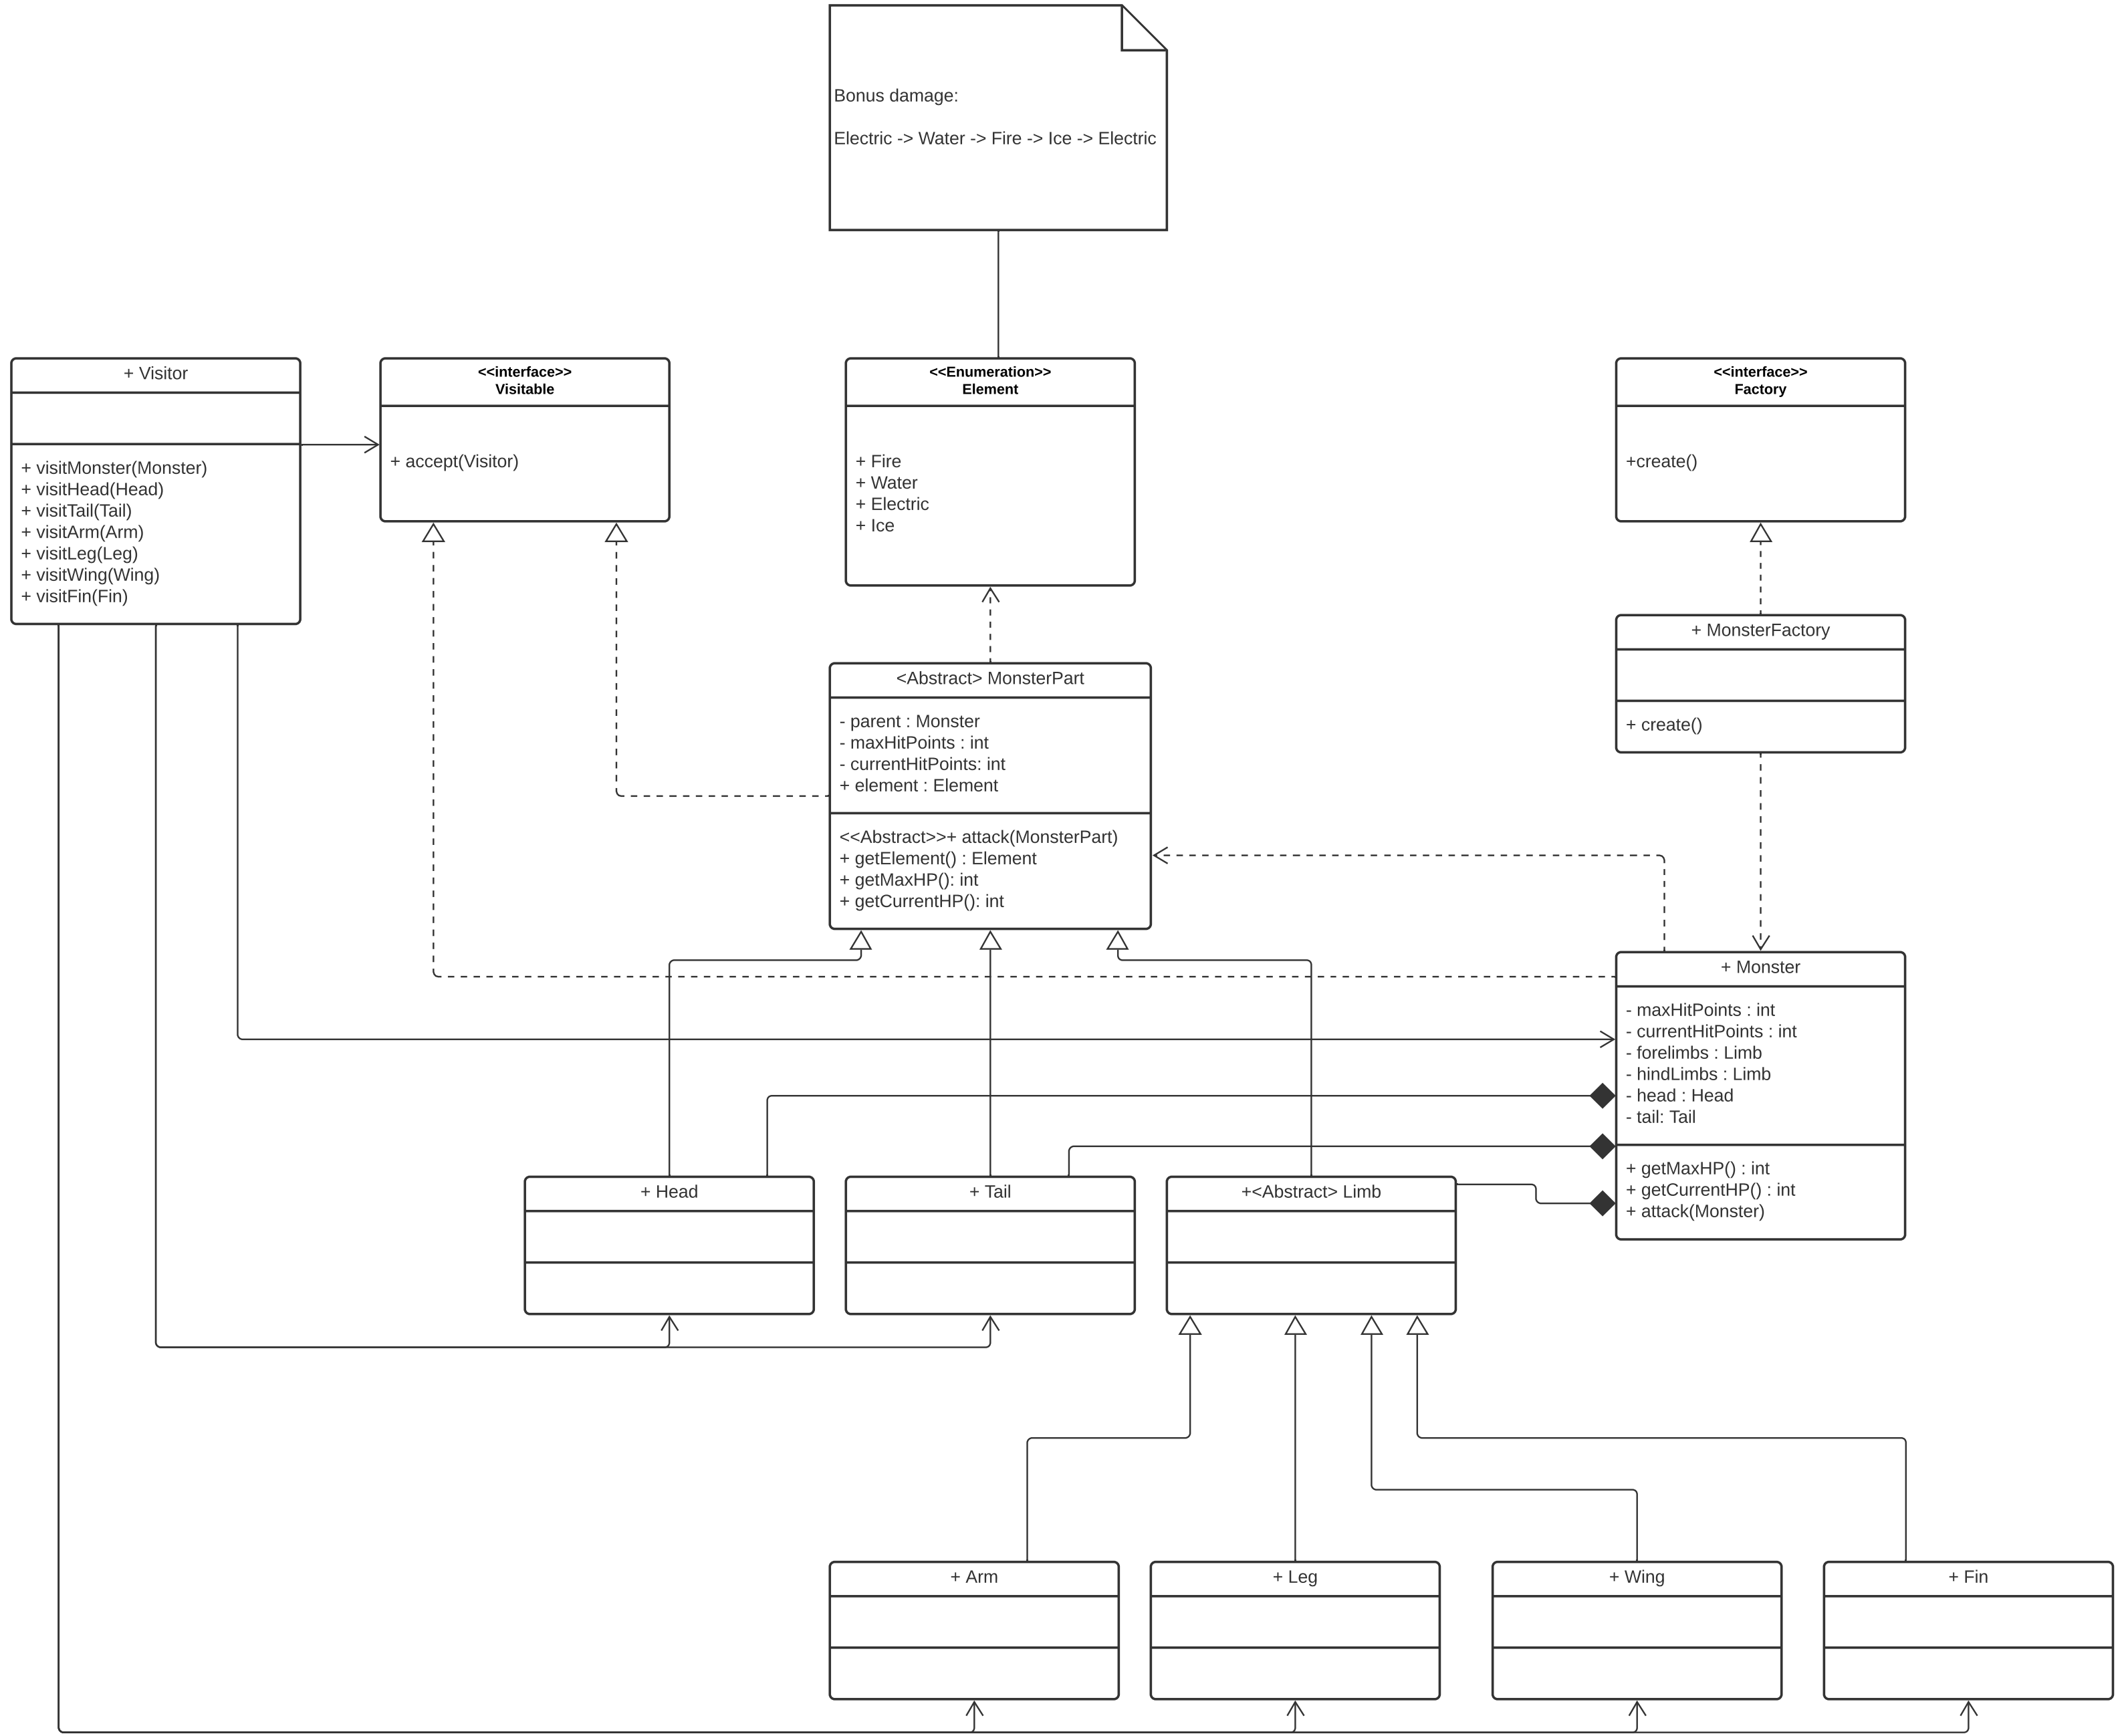 Bonus damage:
Electric -> Water -> Fire -> Ice -> Electric
+ Visitor
+ visitMonster(Monster)
+ visitHead(Head)
+ visitTail(Tail)
+ visitArm(Arm)
+ visitLeg(Leg)
+ visitWing(Wing)
+ visitFin(Fin)
<<interface>>
Visitable
+ accept(Visitor)
<<Enumeration>>
Element
+ Fire
+ Water
+ Electric
+ Ice
<<interface>>
Factory
+create()
+ MonsterFactory
+ create()
<Abstract> MonsterPart
- parent : Monster
- maxHitPoints : int
- currentHitPoints: int
+ element : Element
<<Abstract>>+ attack(MonsterPart)
+ getElement() : Element
+ getMaxHP(): int
+ getCurrentHP(): int
+ Monster
- maxHitPoints : int
- currentHitPoints : int
- forelimbs : Limb
- hindLimbs : Limb
- head : Head
- tail: Tail
+ getMaxHP() : int
+ getCurrentHP() : int
+ attack(Monster)
+ Head
+ Tail
+<Abstract> Limb
+ Arm
+ Leg
+ Wing
+ Fin